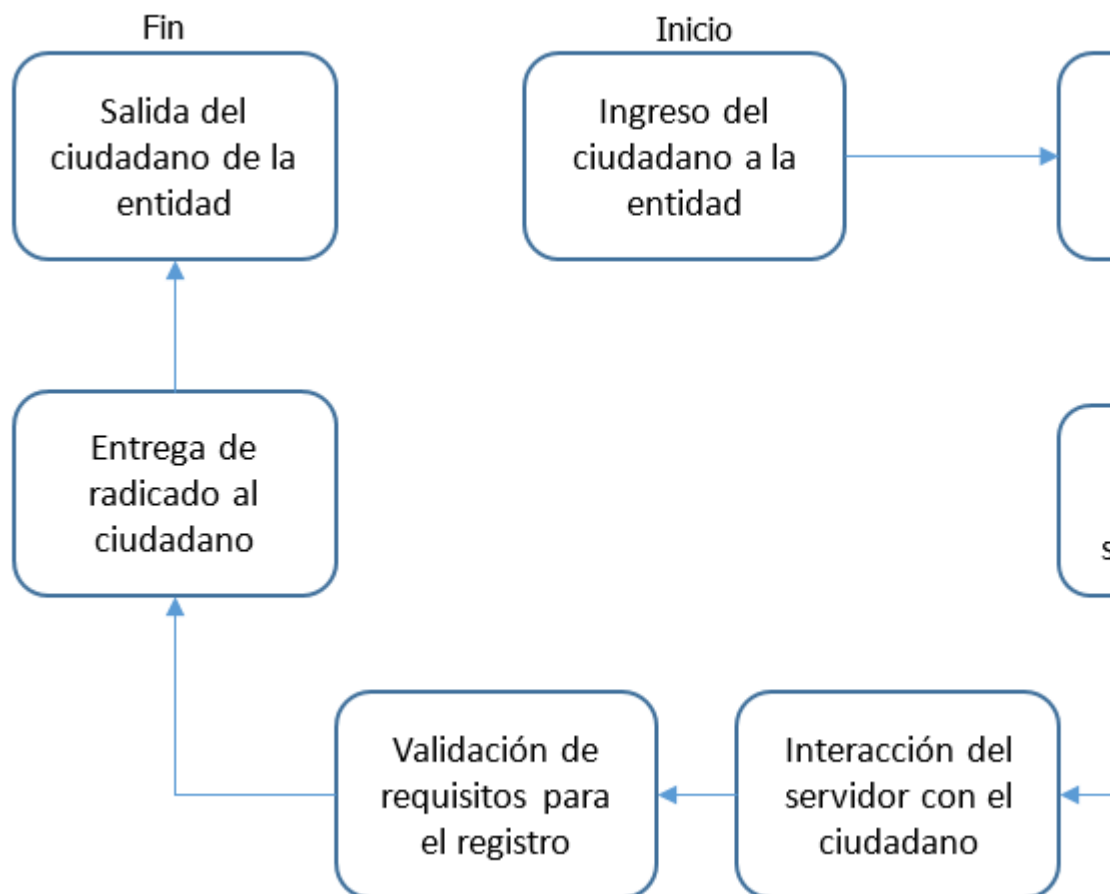 Fin
Inicio
Salida del
ciudadano de la
entidad
Ingreso del
ciudadano a la
entidad
Entrega de
radicado al
ciudadano
s
Validación de
requisitos para
el registro
Interacción del
servidor con el
ciudadano